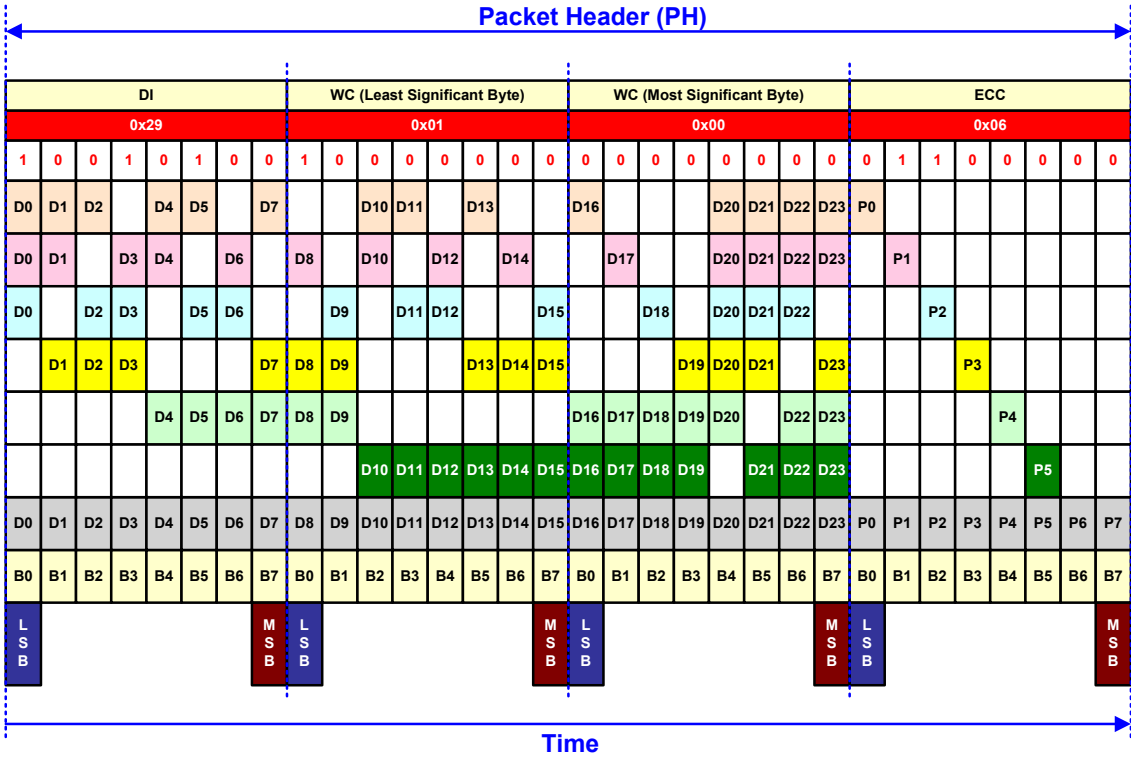 Packet Header (PH)
DI WC (Least Significant Byte) WC (Most Significant Byte) ECC
0x29 0x01 0x00 0x06
1 0 0 1 0 1 0 0 1 0 0 0 0 0 0 0 0 0 0 0 0 0 0 0 0 1 1 0 0 0 0 0
D0 D1 D2 D4 D5 D7 D10 D11 D13 D16 D20 D21 D22 D23 P0
D0 D1 D3 D4 D6 D8 D10 D12 D14 D17 D20 D21 D22 D23 P1
D0 D2 D3 D5 D6 D9 D11 D12 D15 D18 D20 D21 D22 P2
D1 D2 D3 D7 D8 D9 D13 D14 D15 D19 D20 D21 D23 P3
D4 D5 D6 D7 D8 D9 D16 D17 D18 D19 D20 D22 D23 P4
D10 D11 D12 D13 D14 D15 D16 D17 D18 D19 D21 D22 D23 P5
D0 D1 D2 D3 D4 D5 D6 D7 D8 D9 D10 D11 D12 D13 D14 D15 D16 D17 D18 D19 D20 D21 D22 D23 P0 P1 P2 P3 P4 P5 P6 P7
B0 B1 B2 B3 B4 B5 B6 B7 B0 B1 B2 B3 B4 B5 B6 B7 B0 B1 B2 B3 B4 B5 B6 B7 B0 B1 B2 B3 B4 B5 B6 B7
LSB MSB LSB MSB LSB MSB LSB MSB
Time